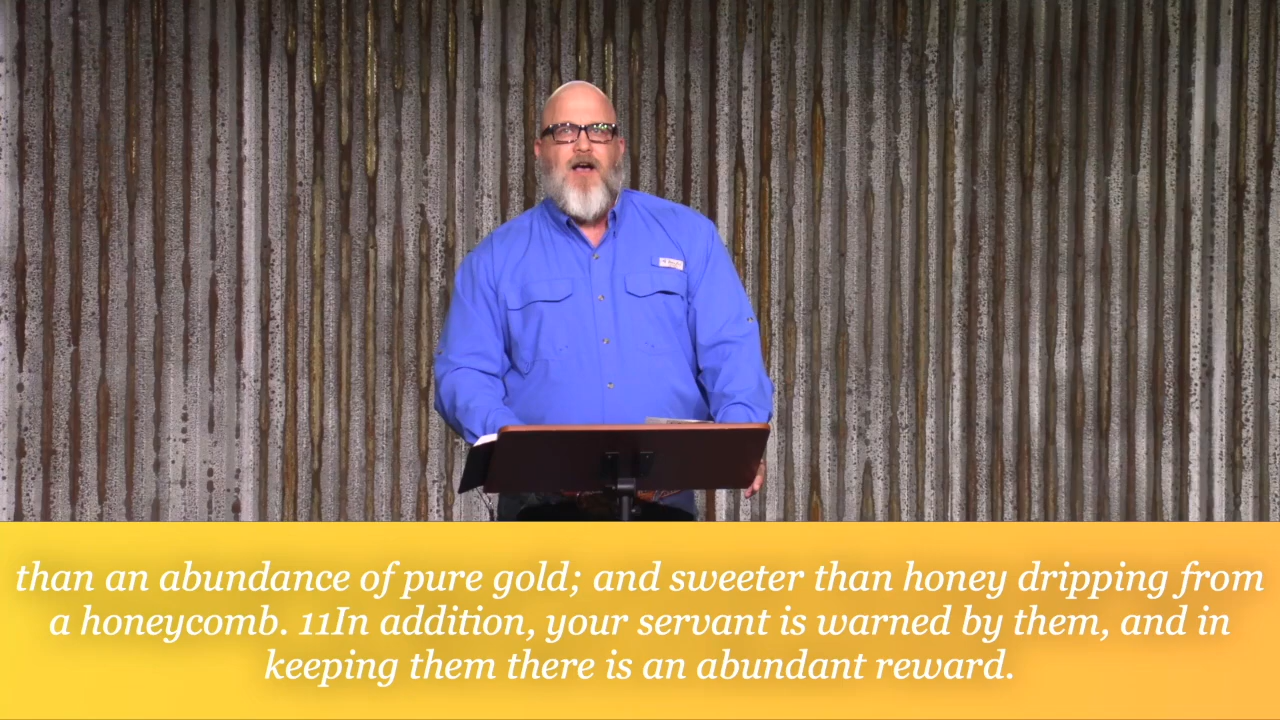 than an abundance of pure gold; and sweeter than honey dripping from
a honeycomb. 11In addition, your servant is warned by them, and in
keeping them there is an abundant reward.